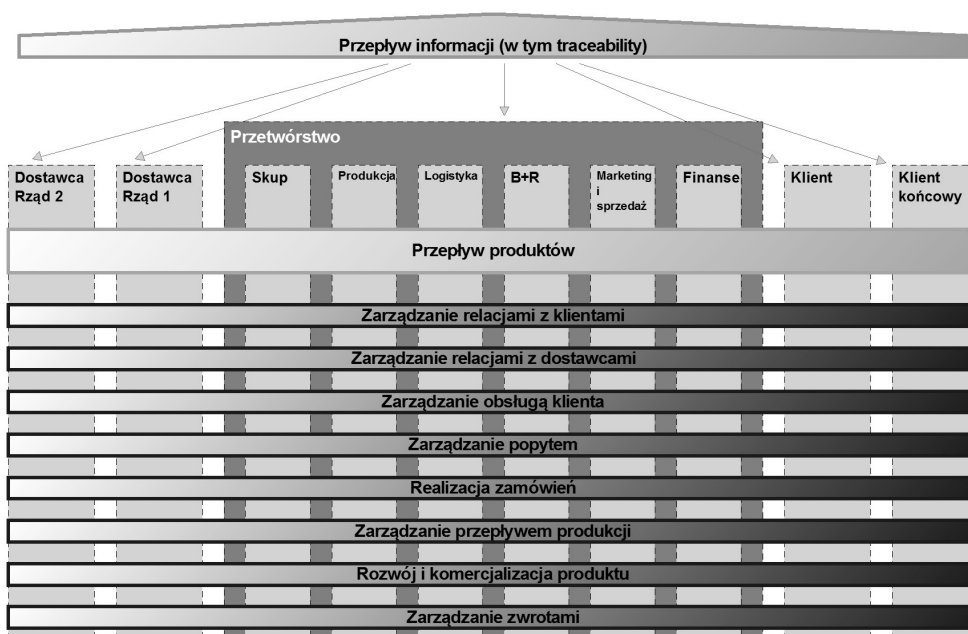 Przepływ informacji (w tym traceability)
Przetwórstwo
Dostawca
Rząd 2
Dostawca
Rząd 1
Skup
Produkcja
Logistyka
B+R
Marketing
i
sprzedaż
Finanse
Klient
Klient
końcowy
Przepływ produktów
Zarządzanie relacjami z klientami
Zarządzanie relacjami z dostawcami
Zarządzanie obsługą klienta
Zarządzanie popytem
Realizacja zamówień
Zarządzanie przepływem produkcji
Rozwój i komercjalizacja produktu
Zarządzanie zwrotami